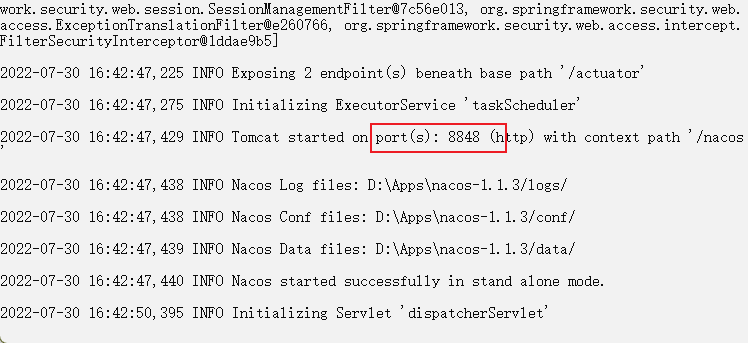 work.security.web.session.SessionManagementFilter@7c56e013, org.springframework.security.web.
access.ExceptionTranslationFilter@e260766, org.springframework.security.web.access.intercept.
FilterSecurityInterceptor@1ddae9b5]
2022-07-30 16:42:47,225 INFO Exposing 2 endpoint(s) beneath base path '/actuator'
2022-07-30 16:42:47,275 INFO Initializing ExecutorService 'taskScheduler'
2022-07-30 16:42:47,429 INFO Tomcat started on port(s): 8848 (http) with context path '/nacos
'
2022-07-30 16:42:47,438 INFO Nacos Log files: D:\Apps\nacos-1.1.3/logs/
2022-07-30 16:42:47,438 INFO Nacos Conf files: D:\Apps\nacos-1.1.3/conf/
2022-07-30 16:42:47,439 INFO Nacos Data files: D:\Apps\nacos-1.1.3/data/
2022-07-30 16:42:47,440 INFO Nacos started successfully in stand alone mode.
2022-07-30 16:42:50,395 INFO Initializing Servlet 'dispatcherServlet'